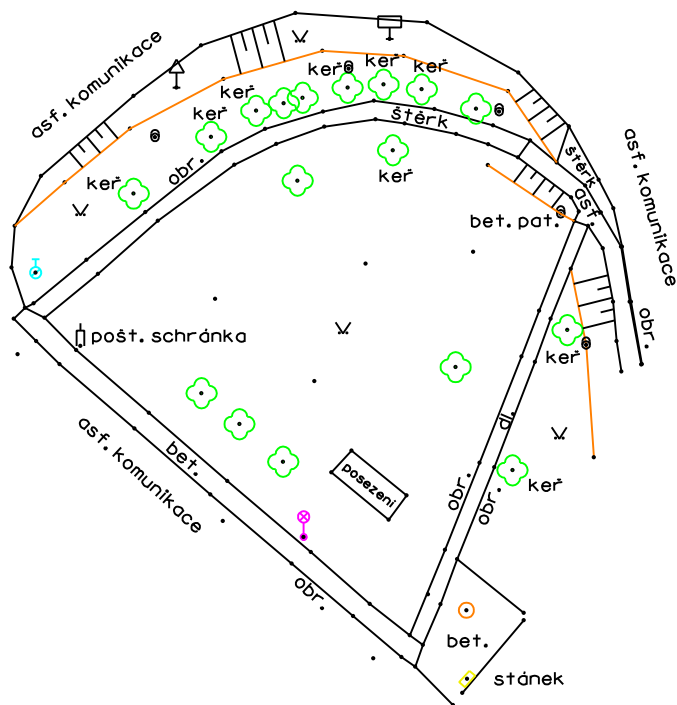 asf. komunikace
keř
keř
keř
keř
keř
štěrk
asf. komunikace
štěrk
obr.
keř
keř
asf.
bet. pat.
obr.
pošt. schránka
keř
dl.
asf. komunikace
bet.
posezení
obr.
obr.
keř
obr.
bet.
stánek